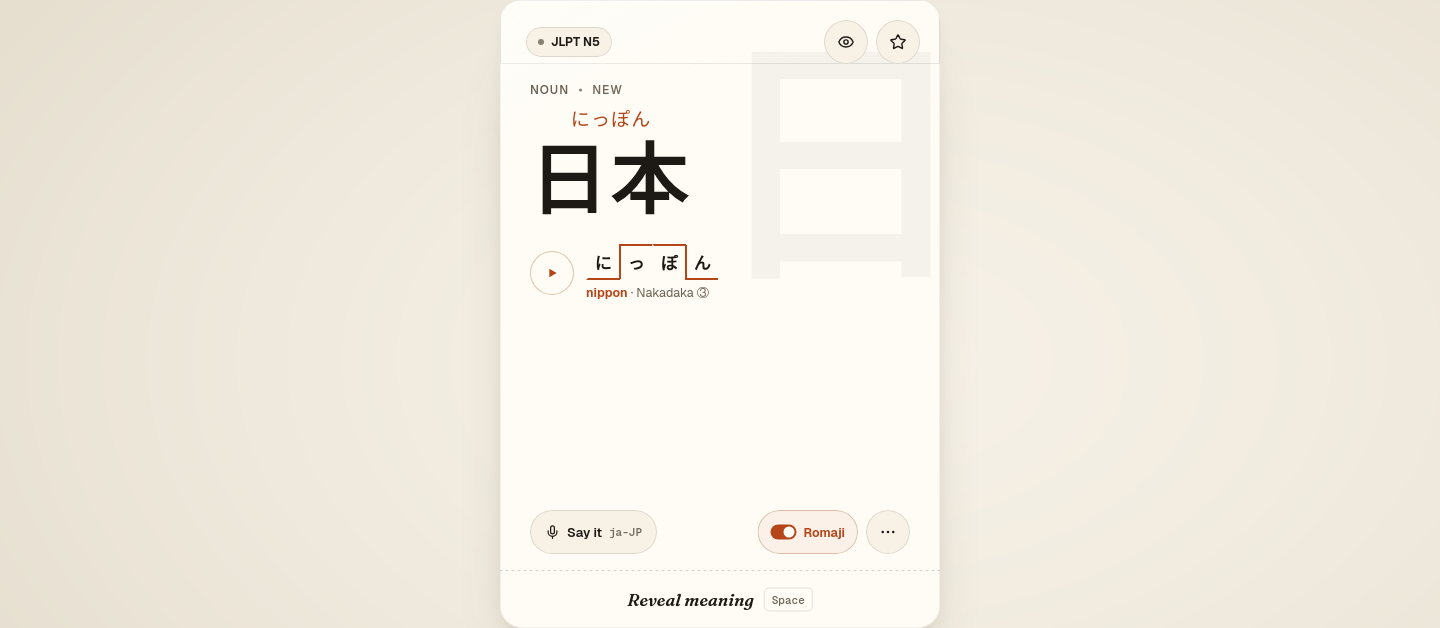 JLPT N5
NOUN • NEW
にっぽん
日本
にっぽん
nippon · Nakadaka ③
Say it ja-JP
Romaji
Reveal meaning Space